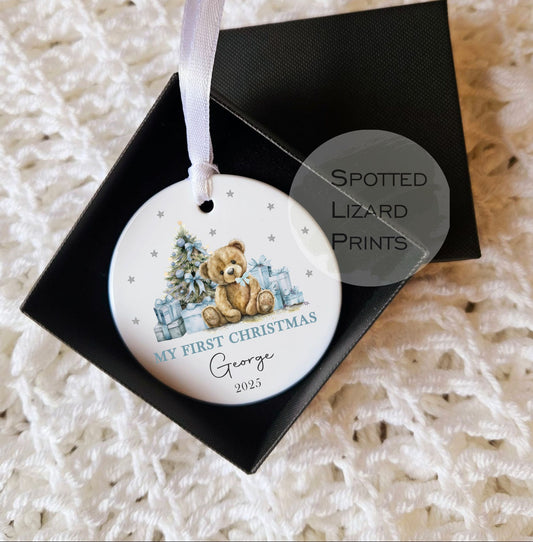 SPOTTED
LIZARD
PRINTS
MY FIRST CHRISTMAS
George
2025